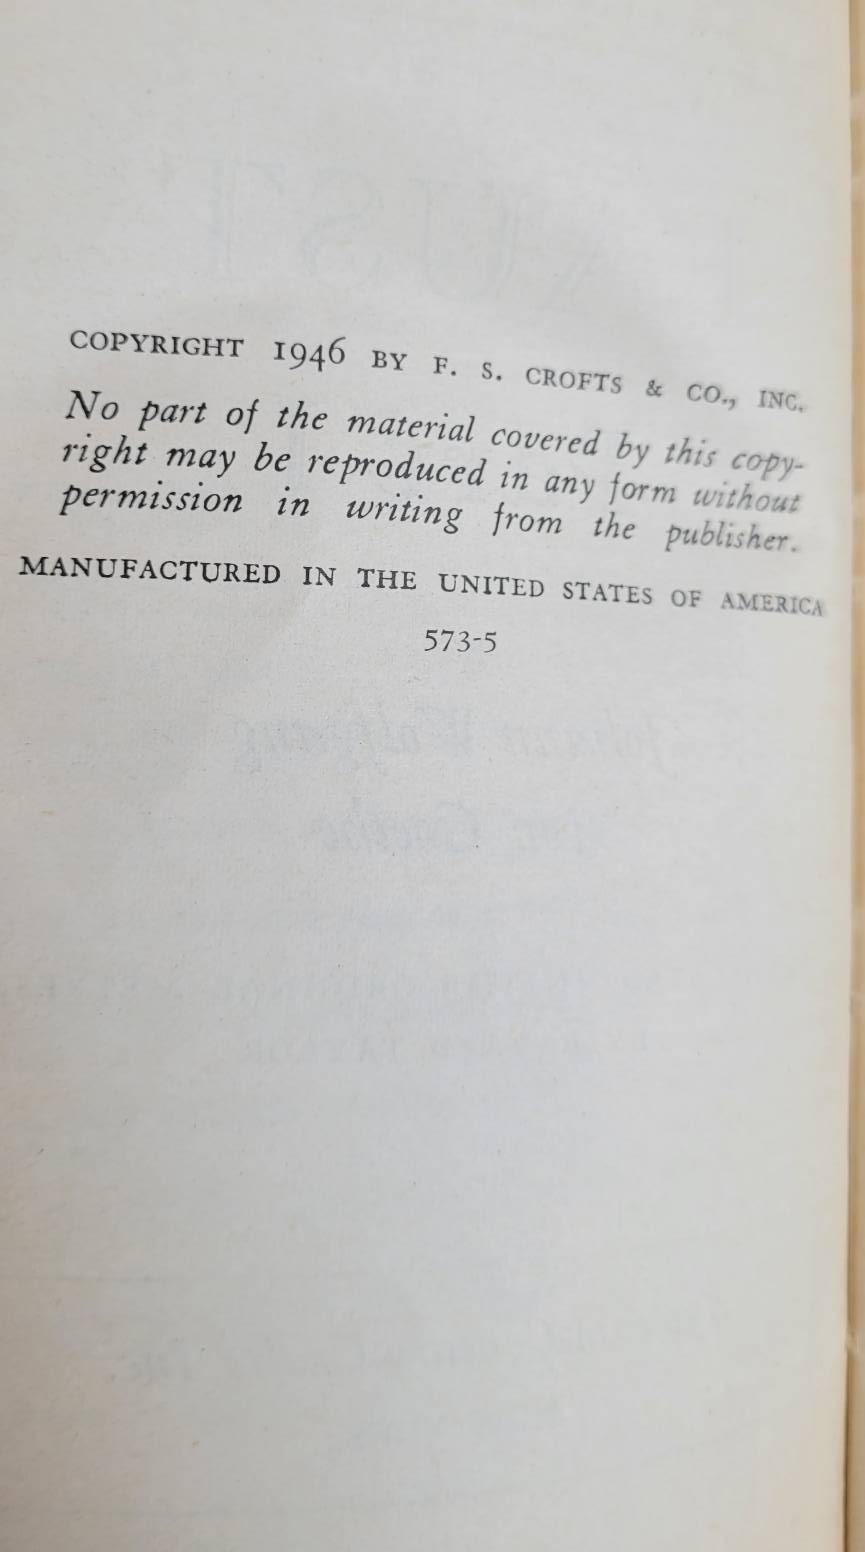 COPYRIGHT 1946 BY F. S. CROFTS & CO., INC.
No part of the material covered by this copy-
right may be reproduced in any form without
permission in writing from the publisher.
MANUFACTURED IN THE UNITED STATES OF AMERICA
573-5